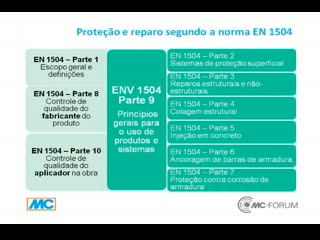 Proteção e reparo segundo a norma EN 1504
EN 1504 – Parte 1
Escopo geral e
definições
EN 1504 – Parte 8
Controle de
qualidade do
fabricante do
produto
EN 1504 – Parte 10
Controle de
qualidade do
aplicador na obra
ENV 1504
Parte 9
Princípios
gerais para
o uso de
produtos e
sistemas
EN 1504 – Parte 2
Sistemas de proteção superficial
EN 1504 – Parte 3
Reparos estruturais e não-
estruturais
EN 1504 – Parte 4
Colagem estrutural
EN 1504 – Parte 5
Injeção em concreto
EN 1504 – Parte 6
Ancoragem de barras de armadura
EN 1504 – Parte 7
Proteção contra corrosão de
armadura
MC
MC-FORUM